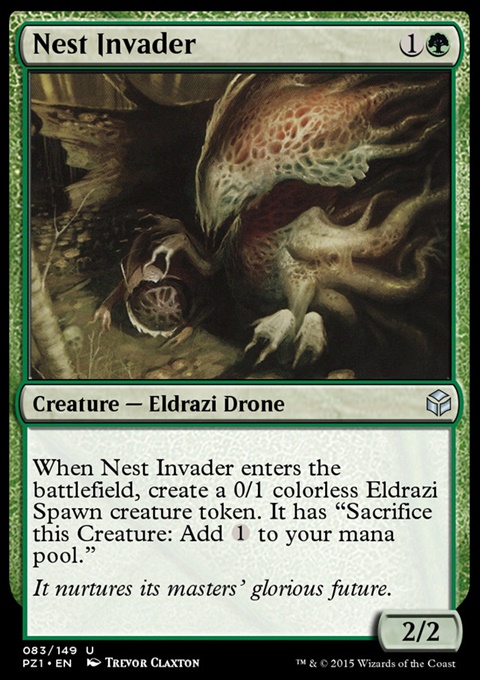 Nest Invader 1
Creature — Eldrazi Drone
When Nest Invader enters the
battlefield, create a 0/1 colorless Eldrazi
Spawn creature token. It has “Sacrifice
this Creature: Add 1 to your mana
pool.”
It nurtures its masters’ glorious future.
2/2
083/149 U
PZ1 • EN Trevor Claxton
™ & © 2015 Wizards of the Coast